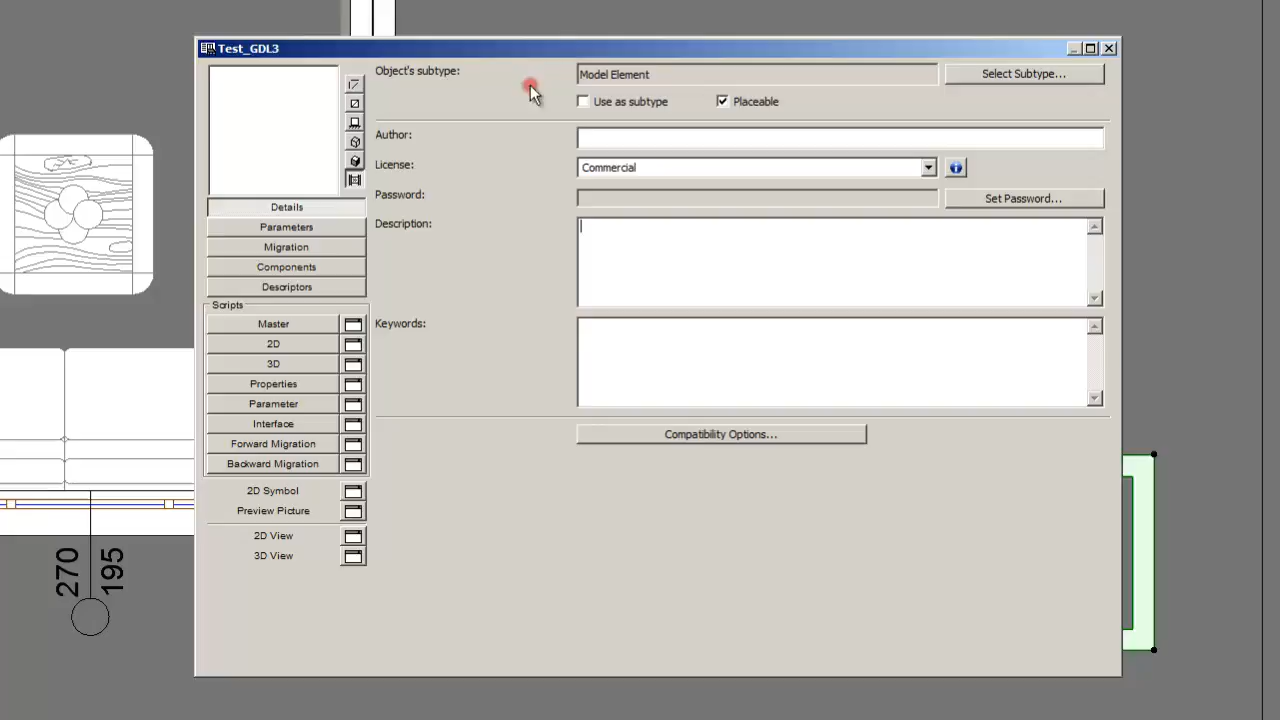 Test_GDL3
Object's subtype:
Model Element
Select Subtype...
Use as subtype
Placeable
Author:
License:
Commercial
Password:
Set Password...
Description:
Keywords:
Compatibility Options...
Details
Parameters
Migration
Components
Descriptors
Scripts
Master
2D
3D
Properties
Parameter
Interface
Forward Migration
Backward Migration
2D Symbol
Preview Picture
2D View
3D View
270
195